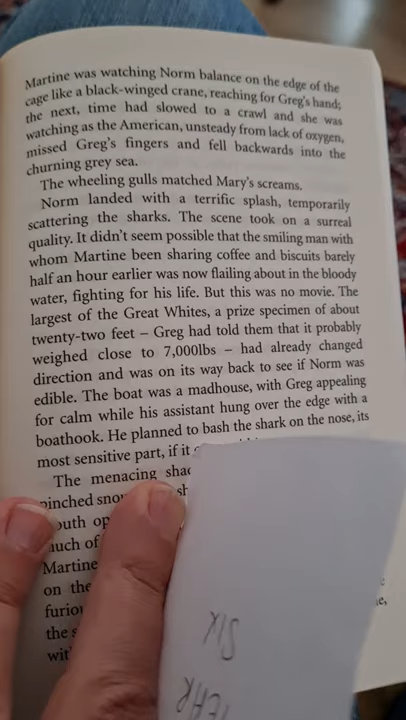 Martine was watching Norm balance on the edge of the
cage like a black-winged crane, reaching for Greg's hand;
the next, time had slowed to a crawl and she was
watching as the American, unsteady from lack of oxygen,
missed Greg's fingers and fell backwards into the
churning grey sea.
The wheeling gulls matched Mary's screams.
Norm landed with a terrific splash, temporarily
scattering the sharks. The scene took on a surreal
quality. It didn't seem possible that the smiling man with
whom Martine been sharing coffee and biscuits barely
half an hour earlier was now flailing about in the bloody
water, fighting for his life. But this was no movie. The
largest of the Great Whites, a prize specimen of about
twenty-two feet – Greg had told them that it probably
weighed close to 7,000lbs – had already changed
direction and was on its way back to see if Norm was
edible. The boat was a madhouse, with Greg appealing
for calm while his assistant hung over the edge with a
boathook. He planned to bash the shark on the nose, its
most sensitive part, if it
The menacing
pinched
much of
Martine
on the
the
SIX
YEAR